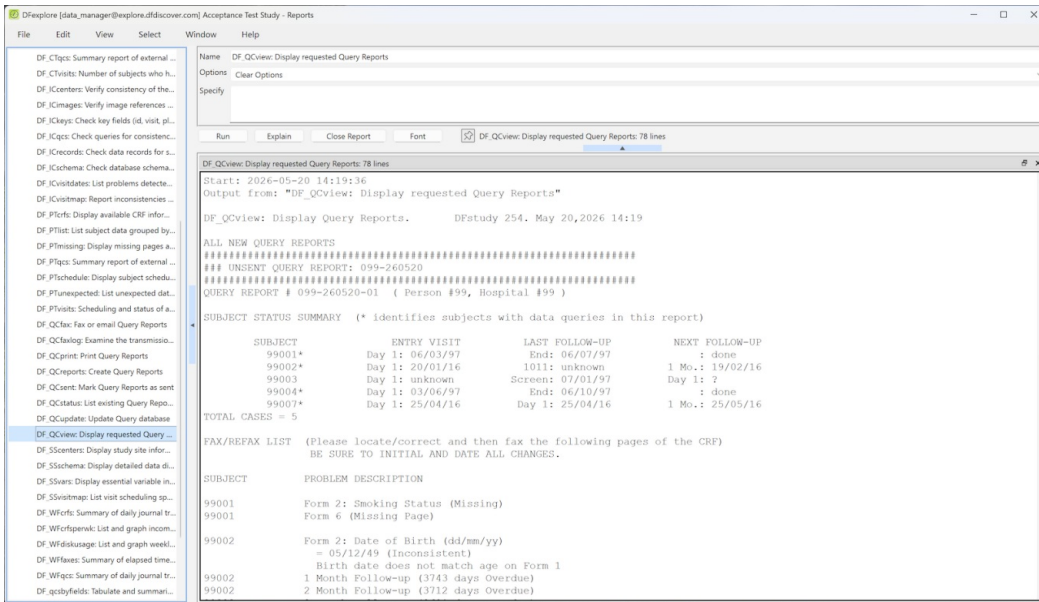 DFexplore [data_manager@explore.dfdiscover.com] Acceptance Test Study - Reports
File Edit View Select Window Help
DF_CTqcs: Summary report of external ...
DF_CTvisits: Number of subjects who h...
DF_ICcenters: Verify consistency of the...
DF_ICimages: Verify image references ...
DF_ICkeys: Check key fields (id, visit, pl...
DF_ICqcs: Check queries for consistenc...
DF_ICrecords: Check data records for s...
DF_ICschema: Check database schema...
DF_ICvisitdates: List problems detecte...
DF_ICvisitmap: Report inconsistencies ...
DF_PTcrfs: Display available CRF infor...
DF_PTlist: List subject data grouped by...
DF_PTmissing: Display missing pages a...
DF_PTqcs: Summary report of external ...
DF_PTschedule: Display subject schedu...
DF_PTunexpected: List unexpected dat...
DF_PTvisits: Scheduling and status of a...
DF_QCfax: Fax or email Query Reports
DF_QCfaxlog: Examine the transmissio...
DF_QCprint: Print Query Reports
DF_QCreports: Create Query Reports
DF_QCsent: Mark Query Reports as sent
DF_QCstatus: List existing Query Repo...
DF_QCupdate: Update Query database
DF_QCview: Display requested Query ...
DF_SScenters: Display study site infor...
DF_SSschema: Display detailed data di...
DF_SSvars: Display essential variable in...
DF_SSvisitmap: List visit scheduling sp...
DF_WFcrfs: Summary of daily journal tr...
DF_WFcrfsperwk: List and graph incom...
DF_WFdiskusage: List and graph weekl...
DF_WFfaxes: Summary of elapsed time...
DF_WFqcs: Summary of daily journal tr...
DF_qcsbyfields: Tabulate and summari...
Name DF_QCview: Display requested Query Reports
Options Clear Options
Specify
Run Explain Close Report Font DF_QCview: Display requested Query Reports: 78 lines
DF_QCview: Display requested Query Reports: 78 lines
Start: 2026-05-20 14:19:36
Output from: "DF_QCview: Display requested Query Reports"
DF_QCview: Display Query Reports. DFstudy 254. May 20,2026 14:19
ALL NEW QUERY REPORTS
####################################################################
### UNSENT QUERY REPORT: 099-260520
####################################################################
QUERY REPORT # 099-260520-01 ( Person #99, Hospital #99 )
SUBJECT STATUS SUMMARY (* identifies subjects with data queries in this report)
SUBJECT ENTRY VISIT LAST FOLLOW-UP NEXT FOLLOW-UP
99001* Day 1: 06/03/97 End: 06/07/97 : done
99002* Day 1: 20/01/16 1011: unknown 1 Mo.: 19/02/16
99003 Day 1: unknown Screen: 07/01/97 Day 1: ?
99004* Day 1: 03/06/97 End: 06/10/97 : done
99007* Day 1: 25/04/16 Day 1: 25/04/16 1 Mo.: 25/05/16
TOTAL CASES = 5
FAX/REFAX LIST (Please locate/correct and then fax the following pages of the CRF)
BE SURE TO INITIAL AND DATE ALL CHANGES.
SUBJECT PROBLEM DESCRIPTION
99001 Form 2: Smoking Status (Missing)
99001 Form 6 (Missing Page)
99002 Form 2: Date of Birth (dd/mm/yy)
= 05/12/49 (Inconsistent)
Birth date does not match age on Form 1
99002 1 Month Follow-up (3743 days Overdue)
99002 2 Month Follow-up (3712 days Overdue)